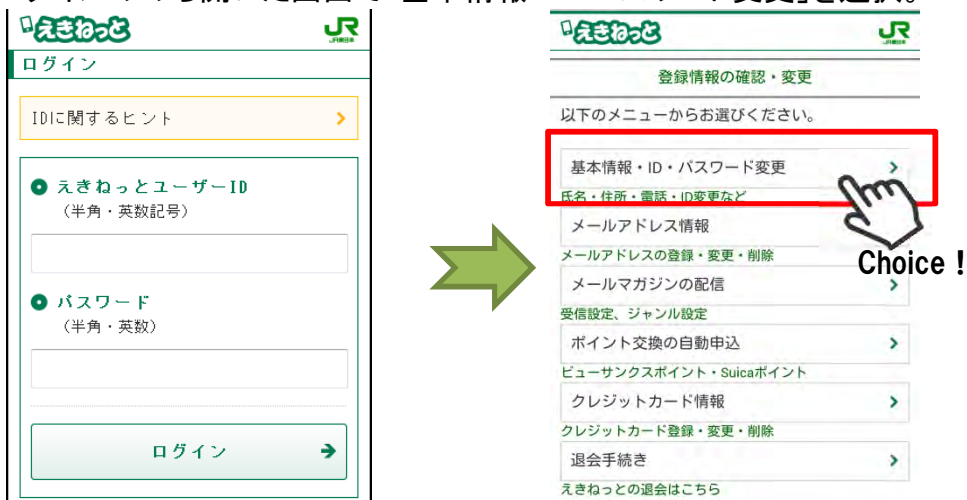 えきねっと
JR
JR東日本
ログイン
IDに関するヒント
えきねっとユーザーID
(半角・英数記号)
パスワード
(半角・英数)
ログイン
えきねっと
JR
JR東日本
登録情報の確認・変更
以下のメニューからお選びください。
基本情報・ID・パスワード変更
氏名・住所・電話・ID変更など
メールアドレス情報
メールアドレスの登録・変更・削除
Choice!
メールマガジンの配信
受信設定、ジャンル設定
ポイント交換の自動申込
ビューサンクスポイント・Suicaポイント
クレジットカード情報
クレジットカード登録・変更・削除
退会手続き
えきねっとの退会はこちら